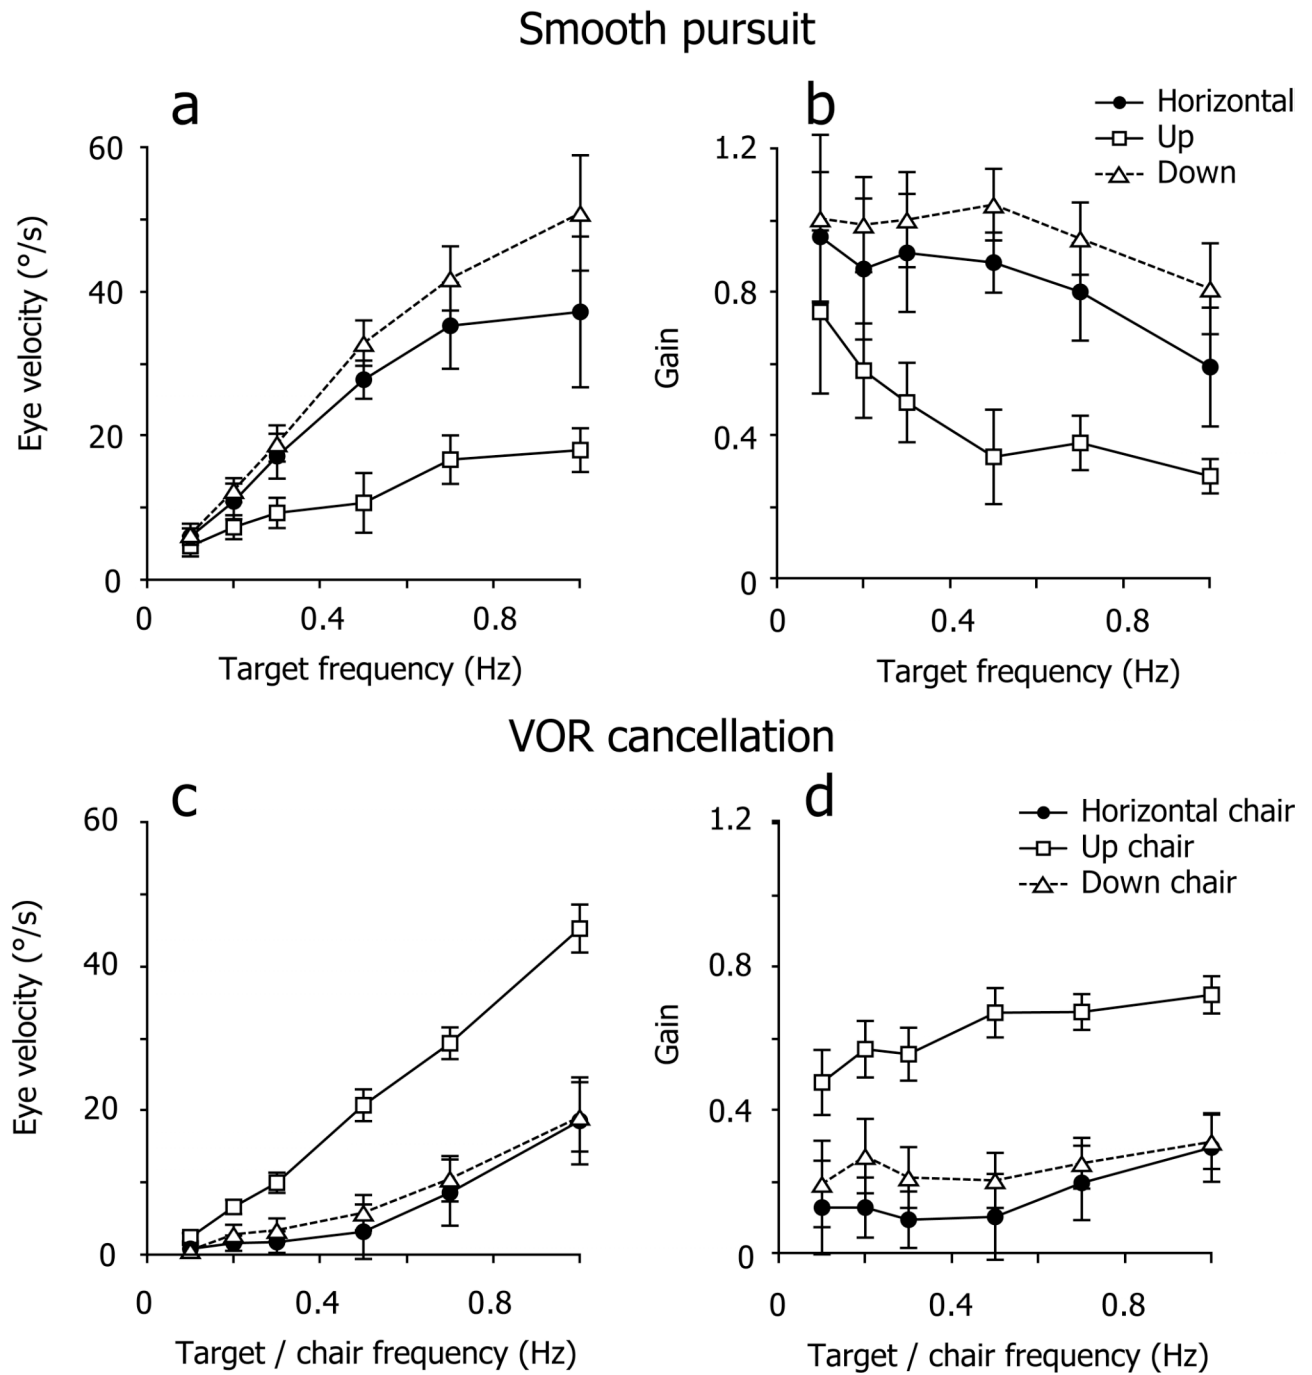 Smooth pursuit
a
60
40
20
0
0
0.4
0.8
Eye velocity (°/s)
Target frequency (Hz)
b
Horizontal
Up
Down
1.2
0.8
0.4
0
0
0.4
0.8
Gain
Target frequency (Hz)
VOR cancellation
c
60
40
20
0
0
0.4
0.8
Eye velocity (°/s)
Target / chair frequency (Hz)
d
Horizontal chair
Up chair
Down chair
1.2
0.8
0.4
0
0
0.4
0.8
Gain
Target / chair frequency (Hz)